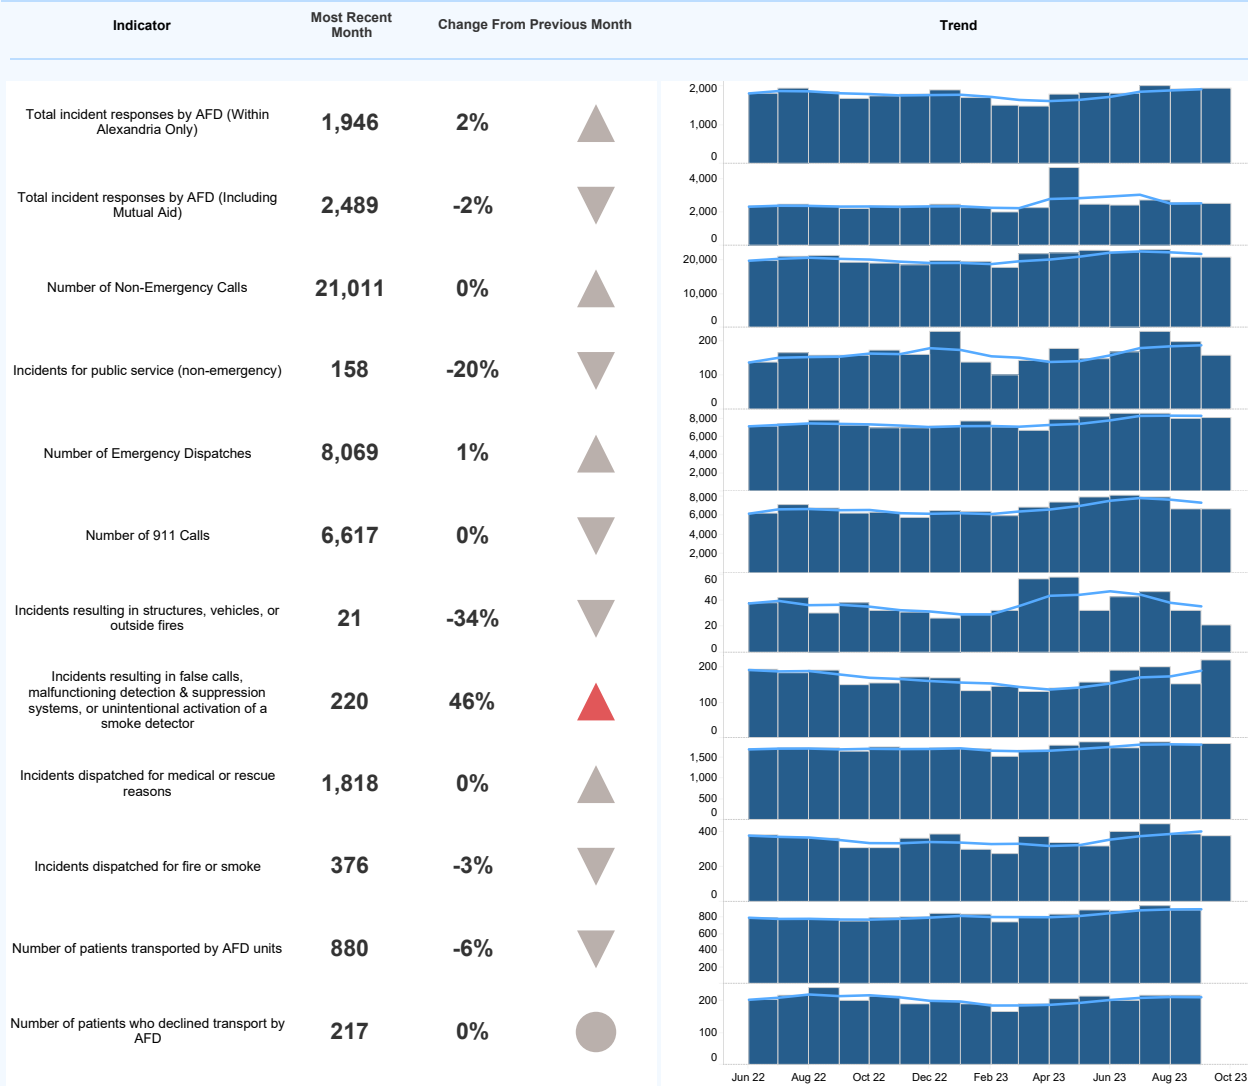 Indicator
Most Recent
Month
Change From Previous Month
Trend
Total incident responses by AFD (Within
Alexandria Only)
1,946
2%
2,000
1,000
0
Total incident responses by AFD (Including
Mutual Aid)
2,489
-2%
4,000
2,000
0
Number of Non-Emergency Calls
21,011
0%
20,000
10,000
0
Incidents for public service (non-emergency)
158
-20%
200
100
0
Number of Emergency Dispatches
8,069
1%
8,000
6,000
4,000
2,000
Number of 911 Calls
6,617
0%
8,000
6,000
4,000
2,000
Incidents resulting in structures, vehicles, or
outside fires
21
-34%
60
40
20
0
Incidents resulting in false calls,
malfunctioning detection & suppression
systems, or unintentional activation of a
smoke detector
220
46%
200
100
0
Incidents dispatched for medical or rescue
reasons
1,818
0%
1,500
1,000
500
0
Incidents dispatched for fire or smoke
376
-3%
400
200
0
Number of patients transported by AFD units
880
-6%
800
600
400
200
Number of patients who declined transport by
AFD
217
0%
200
100
0
Jun 22 Aug 22 Oct 22 Dec 22 Feb 23 Apr 23 Jun 23 Aug 23 Oct 23